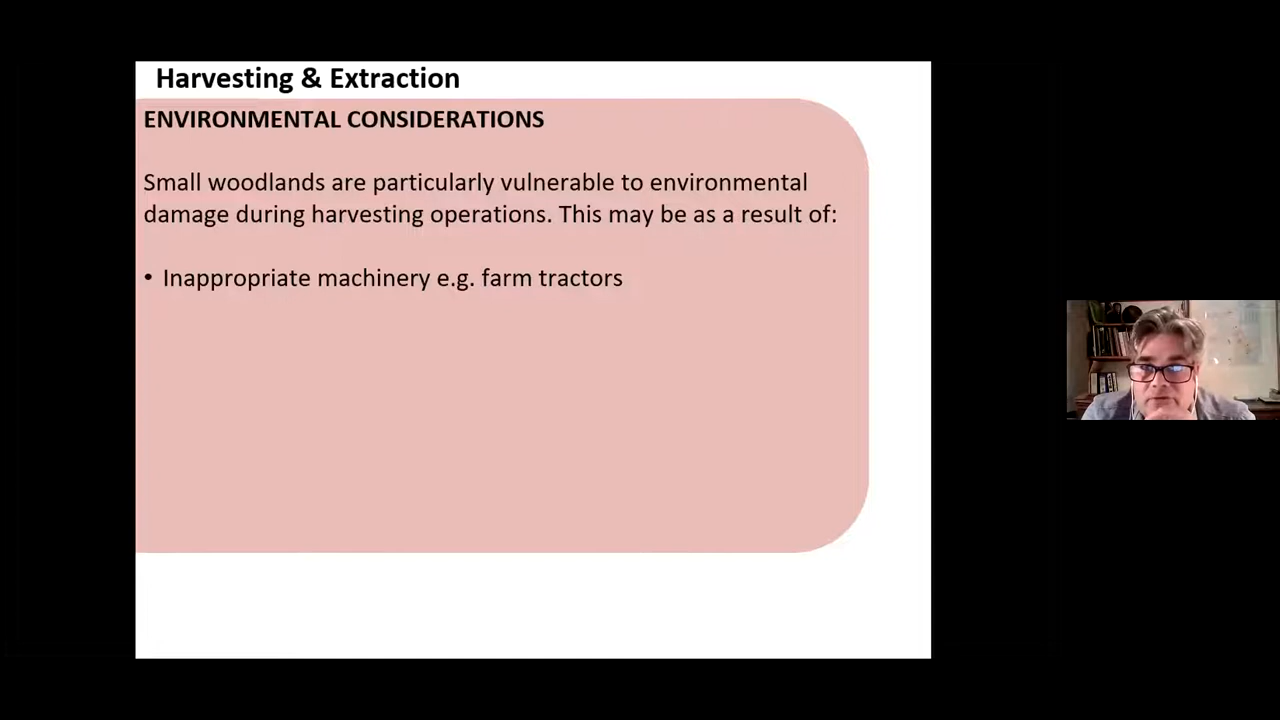 Harvesting & Extraction
ENVIRONMENTAL CONSIDERATIONS
Small woodlands are particularly vulnerable to environmental
damage during harvesting operations. This may be as a result of:
• Inappropriate machinery e.g. farm tractors